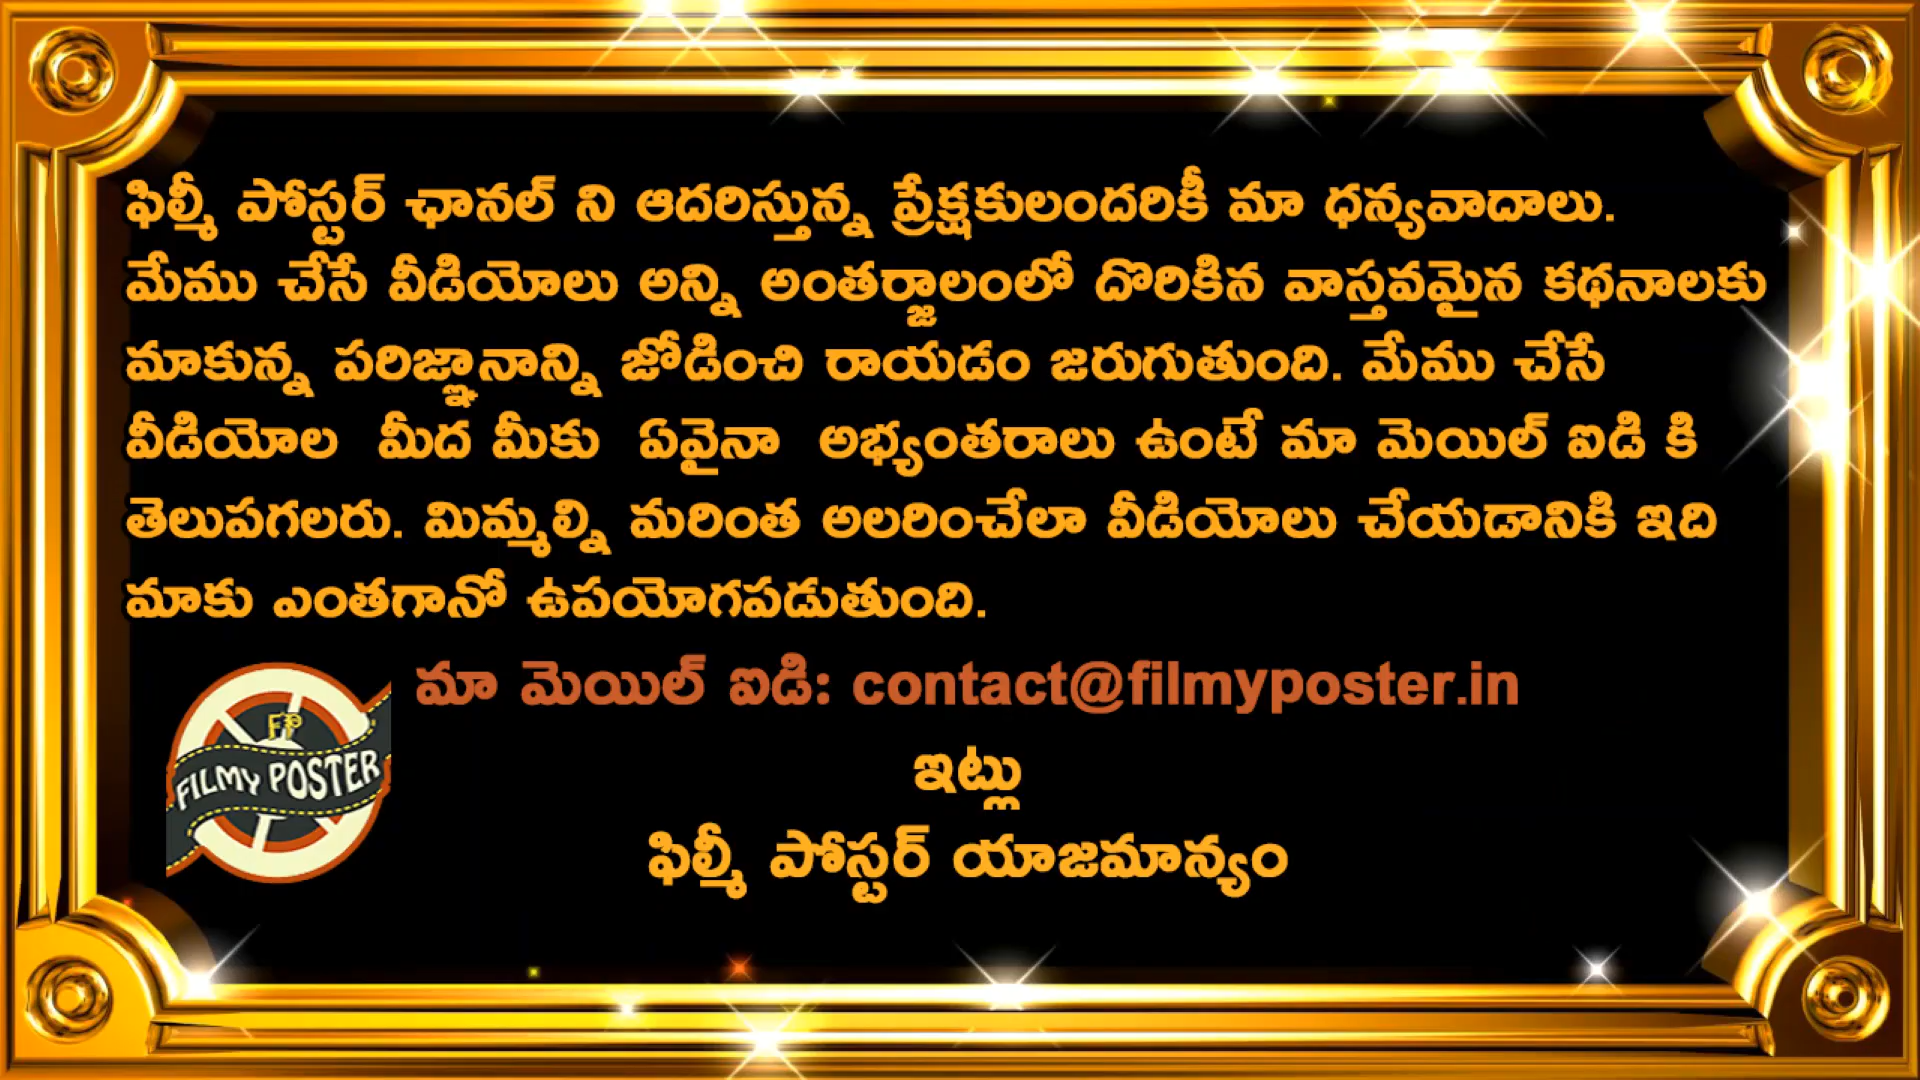 ఫిల్మీ పోస్టర్ ఛానల్ ని ఆదరిస్తున్న ప్రేక్షకులందరికీ మా ధన్యవాదాలు.
మేము చేసే వీడియోలు అన్ని అంతర్జాలంలో దొరికిన వాస్తవమైన కథనాలకు
మాకున్న పరిజ్ఞానాన్ని జోడించి రాయడం జరుగుతుంది. మేము చేసే
వీడియోల మీద మీకు ఏవైనా అభ్యంతరాలు ఉంటే మా మెయిల్ ఐడి కి
తెలుపగలరు. మిమ్మల్ని మరింత అలరించేలా వీడియోలు చేయడానికి ఇది
మాకు ఎంతగానో ఉపయోగపడుతుంది.
మా మెయిల్ ఐడి: contact@filmyposter.in
FP
FILMY POSTER
ఇట్లు
ఫిల్మీ పోస్టర్ యాజమాన్యం